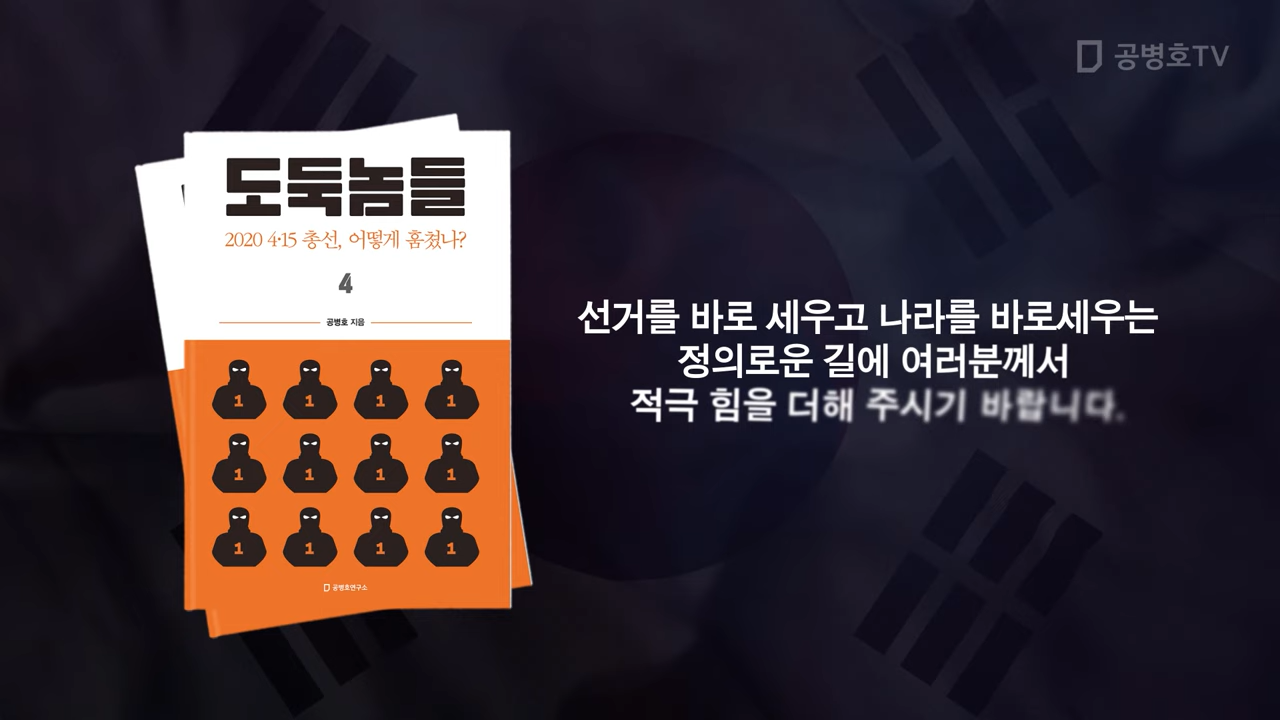 공병호TV
도둑놈들
2020 4·15 총선, 어떻게 훔쳤나?
4
공병호 지음
1 1 1 1
1 1 1 1
1 1 1 1
공병호연구소
선거를 바로 세우고 나라를 바로세우는
정의로운 길에 여러분께서
적극 힘을 더해 주시기 바랍니다.